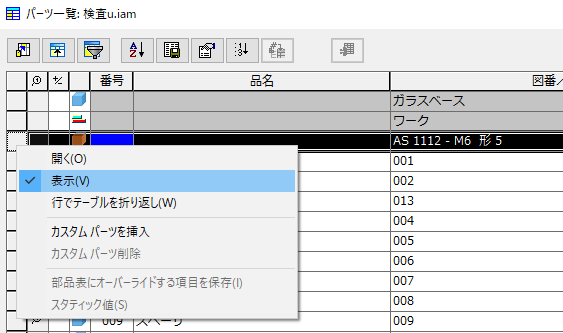 パーツ一覧: 検査u.iam
番号 品名 図番/
ガラスベース
ワーク
AS 1112 - M6 形 5
開く(O)
001
表示(V)
002
行でテーブルを折り返し(W)
013
004
カスタム パーツを挿入
005
カスタム パーツ削除
006
部品表にオーバーライドする項目を保存(I)
007
スタティック値(S)
008
009 スペーサ 009